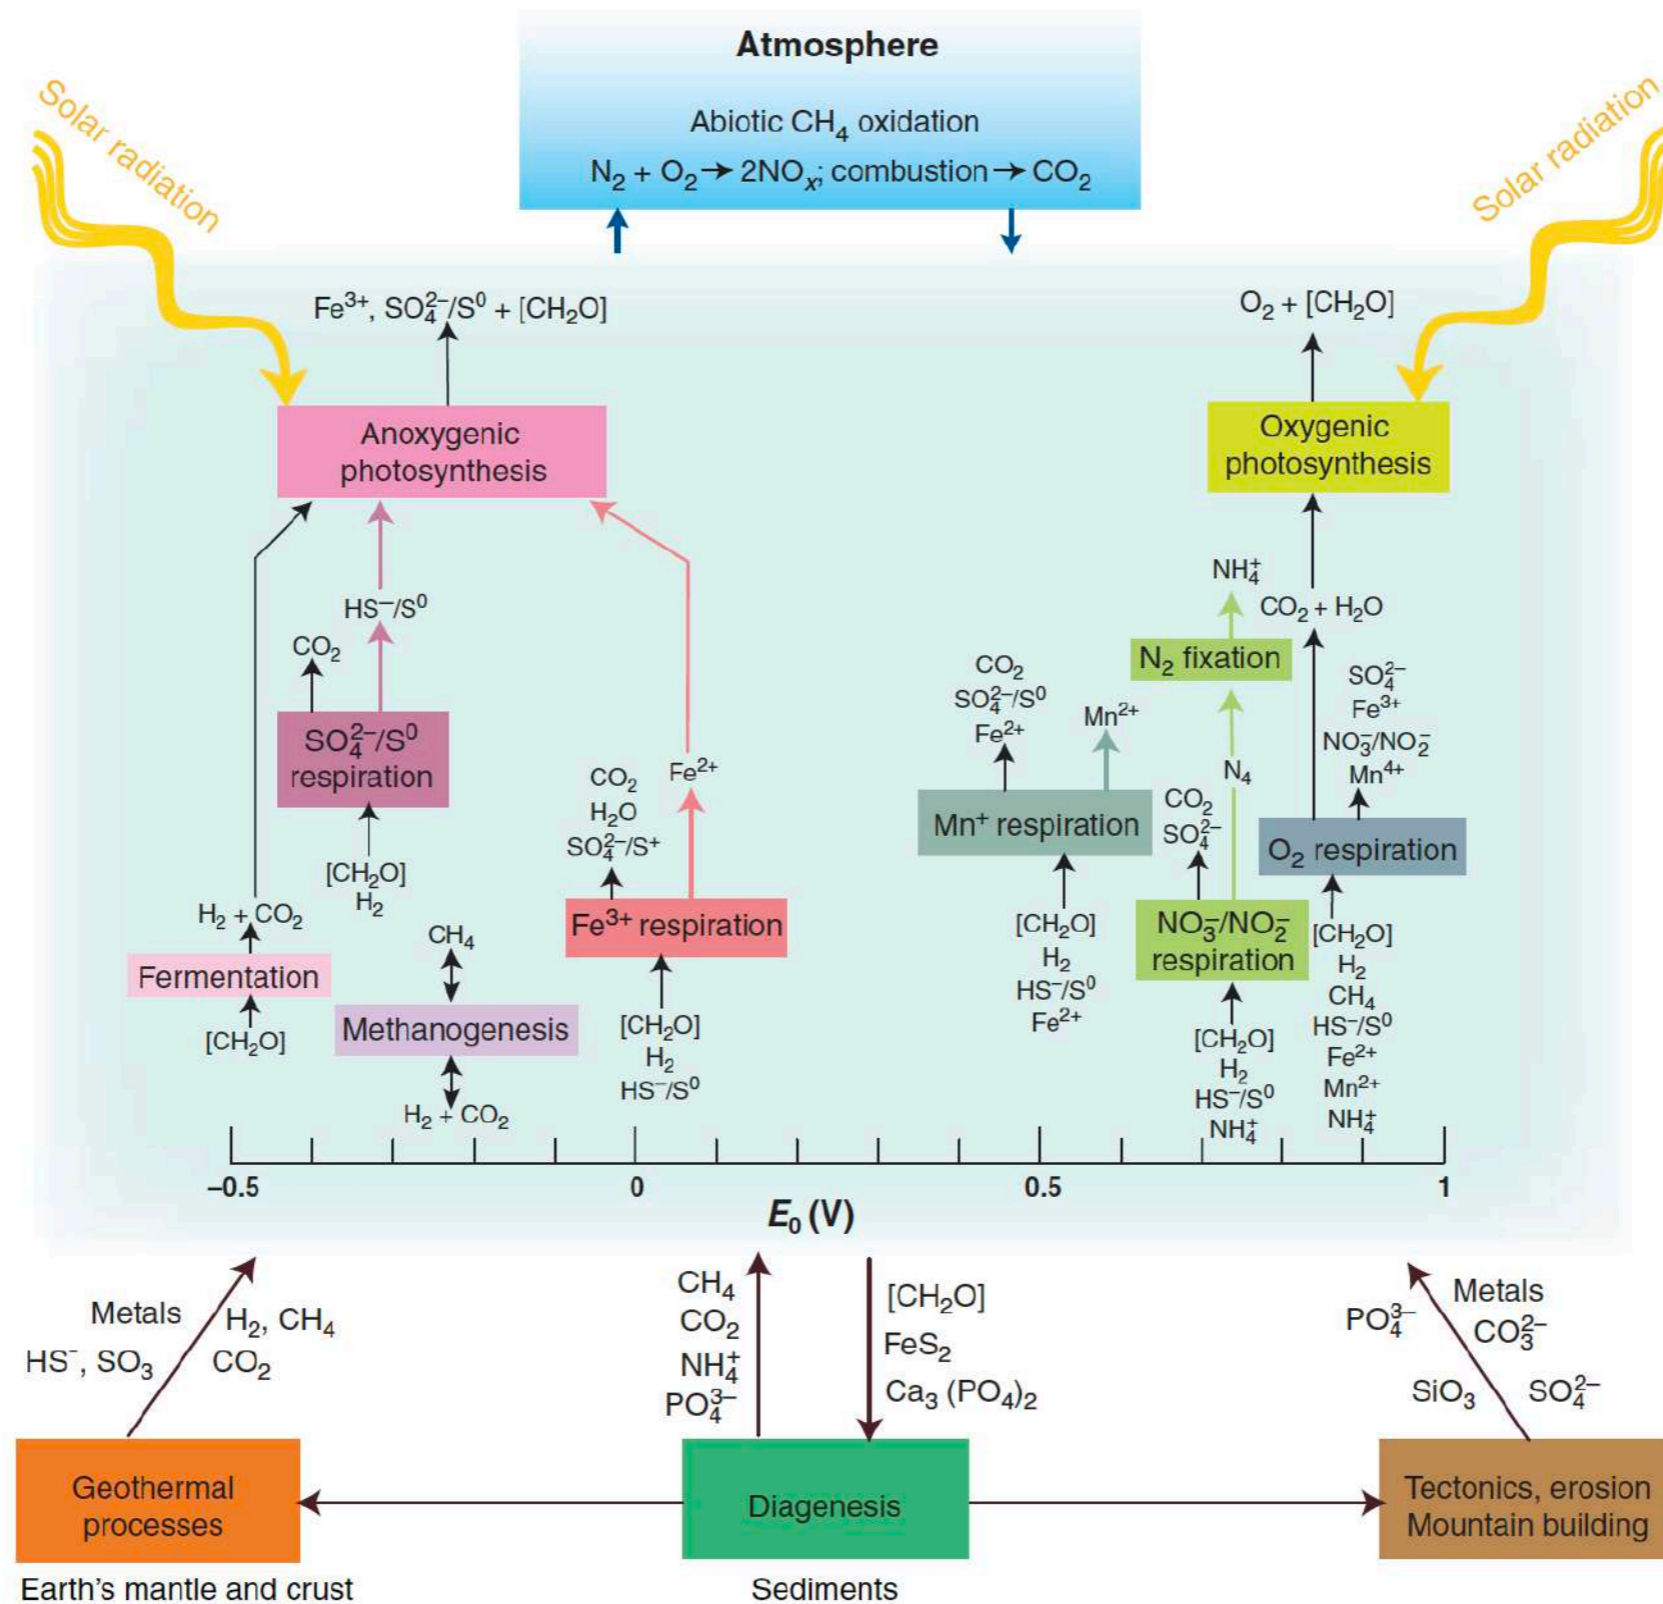 Atmosphere
Abiotic CH₄ oxidation
N₂ + O₂ → 2NOₓ; combustion → CO₂
Solar radiation
Solar radiation
Fe³⁺, SO₄²⁻/S⁰ + [CH₂O]
O₂ + [CH₂O]
Anoxygenic
photosynthesis
Oxygenic
photosynthesis
HS⁻/S⁰
CO₂
SO₄²⁻/S⁰
respiration
[CH₂O]
H₂
H₂ + CO₂
Fermentation
[CH₂O]
CH₄
Methanogenesis
H₂ + CO₂
CO₂
H₂O
SO₄²⁻/S⁺
Fe²⁺
Fe³⁺ respiration
[CH₂O]
H₂
HS⁻/S⁰
CO₂
SO₄²⁻/S⁰
Fe²⁺
Mn²⁺
Mn⁺ respiration
[CH₂O]
H₂
HS⁻/S⁰
Fe²⁺
NH₄⁺
N₂ fixation
N₄
CO₂
SO₄²⁻
NO₃⁻/NO₂⁻
respiration
[CH₂O]
H₂
HS⁻/S⁰
NH₄⁺
CO₂ + H₂O
SO₄²⁻
Fe³⁺
NO₃⁻/NO₂⁻
Mn⁴⁺
O₂ respiration
[CH₂O]
H₂
CH₄
HS⁻/S⁰
Fe²⁺
Mn²⁺
NH₄⁺
–0.5 0 0.5 1
E₀ (V)
Metals
H₂, CH₄
HS⁻, SO₃
CO₂
CH₄
CO₂
NH₄⁺
PO₄³⁻
[CH₂O]
FeS₂
Ca₃ (PO₄)₂
Metals
PO₄³⁻
CO₃²⁻
SiO₃
SO₄²⁻
Geothermal
processes
Diagenesis
Tectonics, erosion
Mountain building
Earth's mantle and crust
Sediments